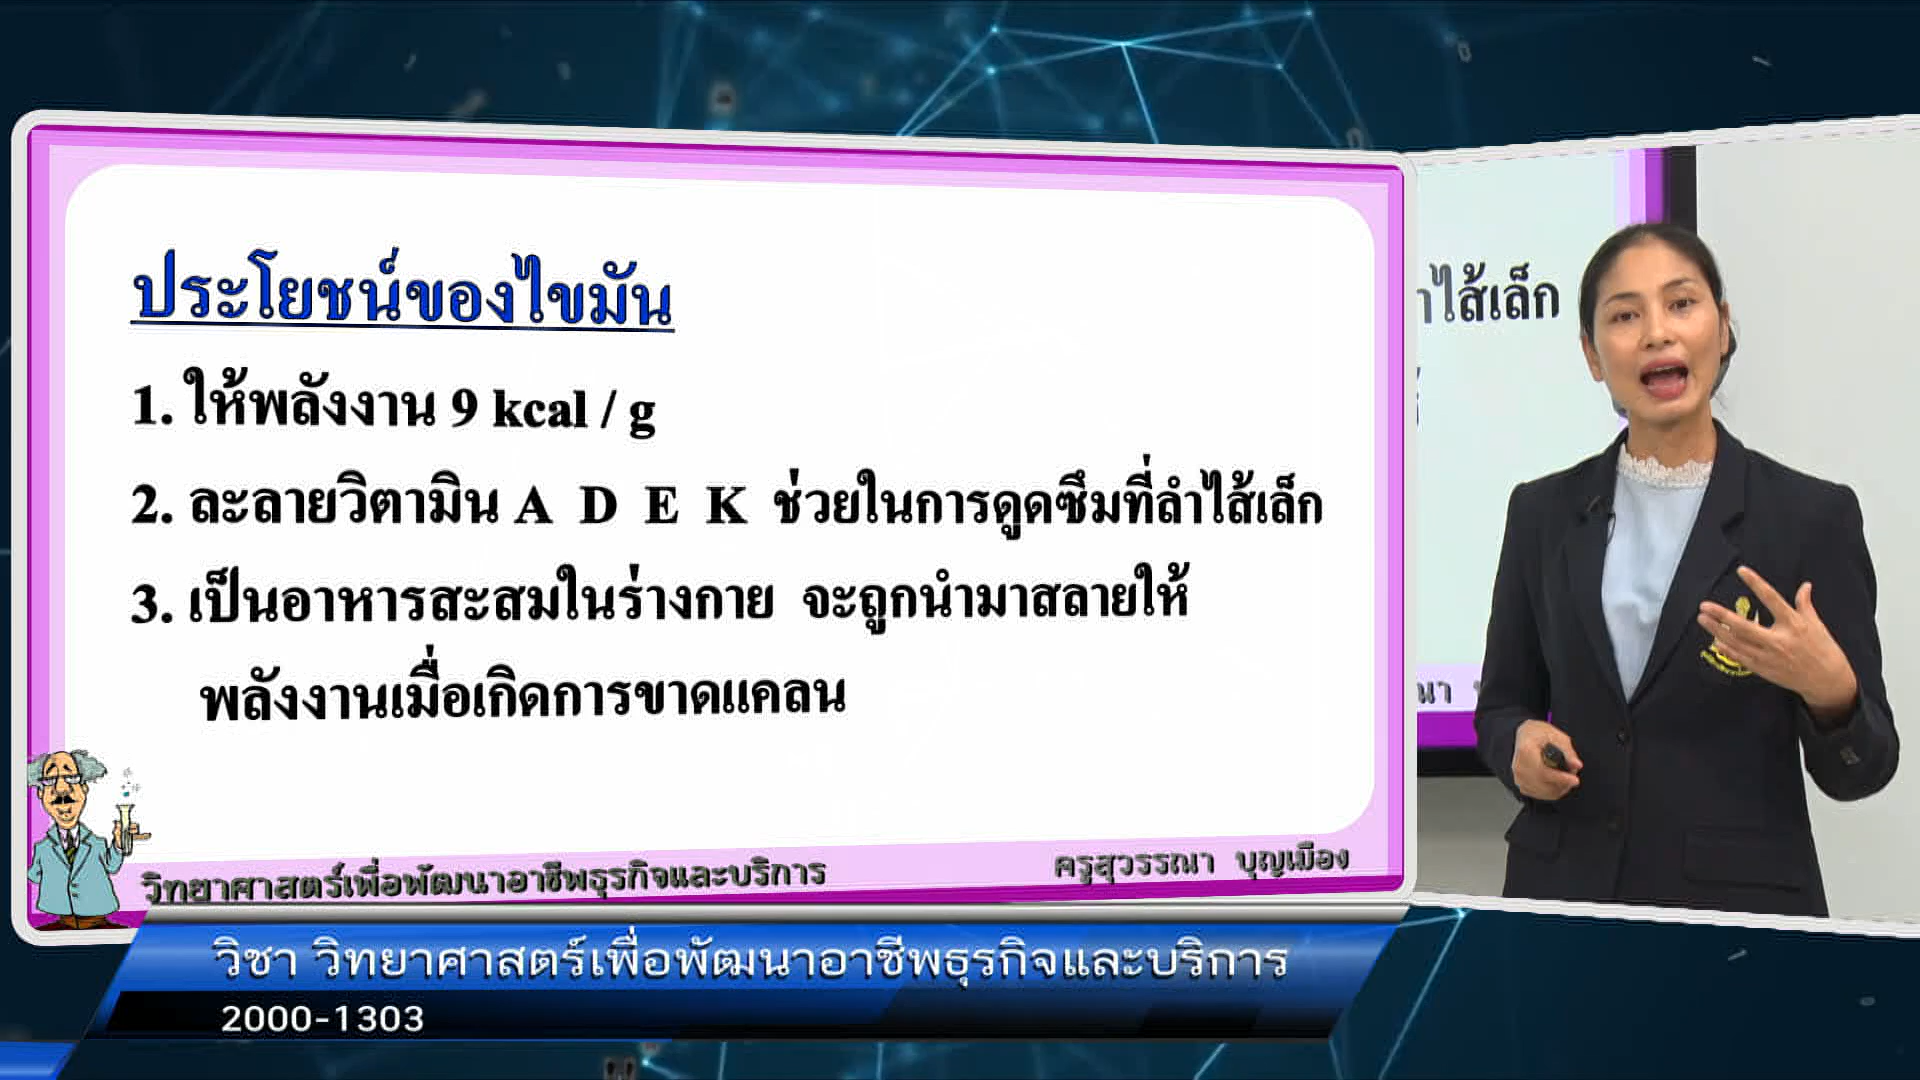 ประโยชน์ของไขมัน
1. ให้พลังงาน 9 kcal / g
2. ละลายวิตามิน A D E K ช่วยในการดูดซึมที่ลำไส้เล็ก
3. เป็นอาหารสะสมในร่างกาย จะถูกนำมาสลายให้
พลังงานเมื่อเกิดการขาดแคลน
วิทยาศาสตร์เพื่อพัฒนาอาชีพธุรกิจและบริการ ครูสุวรรณา บุญเมือง
ไส้เล็ก
วิชา วิทยาศาสตร์เพื่อพัฒนาอาชีพธุรกิจและบริการ
2000-1303